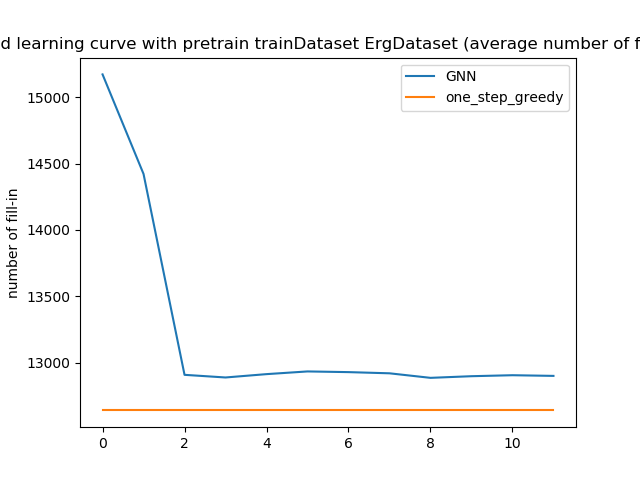 d learning curve with pretrain trainDataset ErgDataset (average number of f
GNN
one_step_greedy
number of fill-in
15000
14500
14000
13500
13000
0 2 4 6 8 10